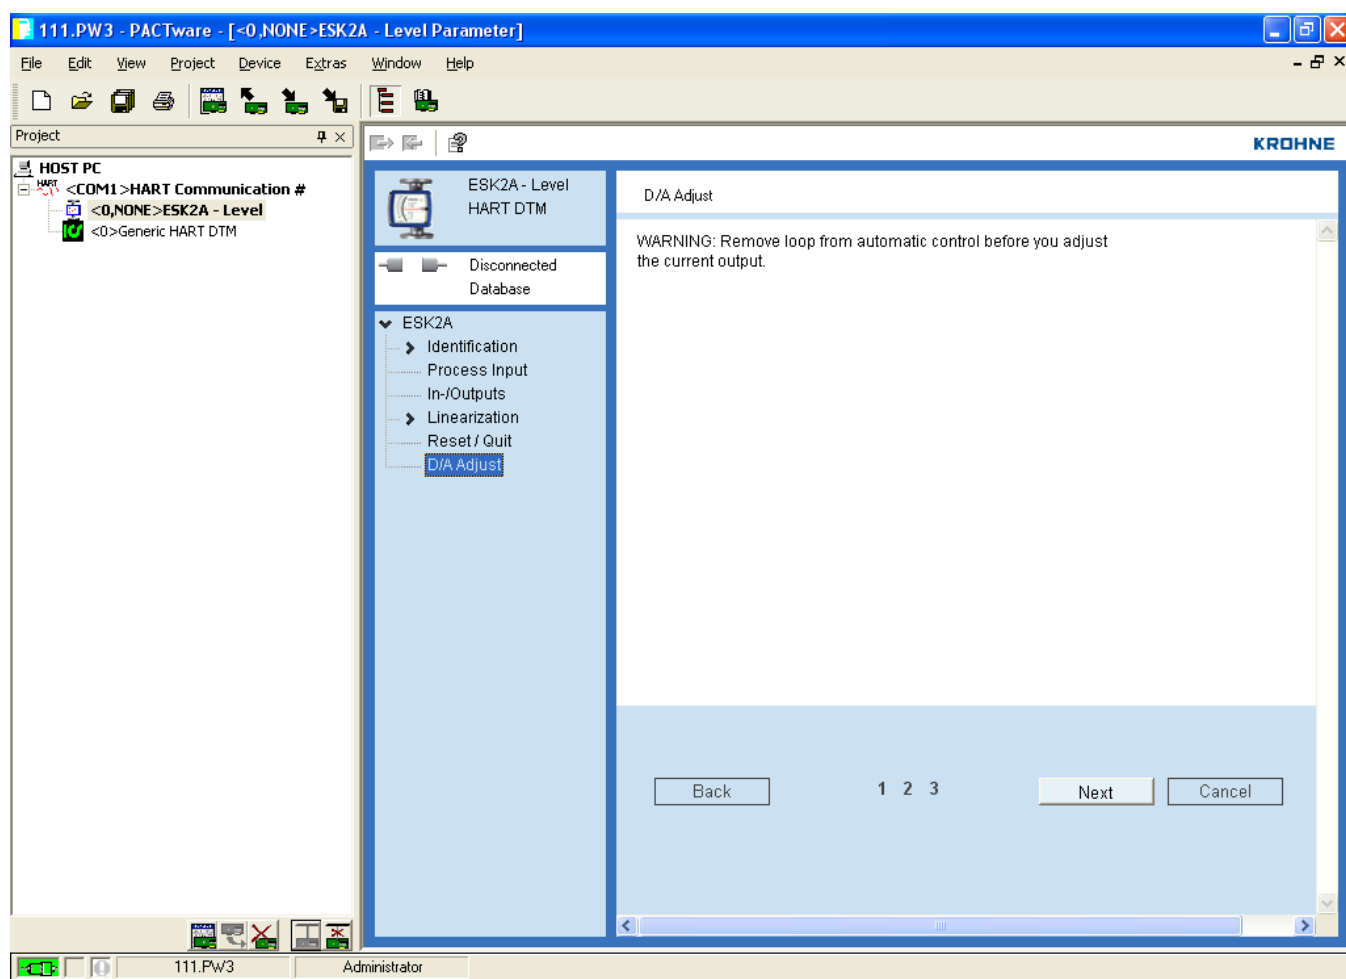 111.PW3 - PACTware - [<0,NONE>ESK2A - Level Parameter]
File Edit View Project Device Extras Window Help
Project
KROHNE
HOST PC
HART <COM1>HART Communication #
<0,NONE>ESK2A - Level
<0>Generic HART DTM
ESK2A - Level
HART DTM
Disconnected
Database
ESK2A
Identification
Process Input
In-/Outputs
Linearization
Reset / Quit
D/A Adjust
D/A Adjust
WARNING: Remove loop from automatic control before you adjust
the current output.
Back 1 2 3 Next Cancel
111.PW3 Administrator